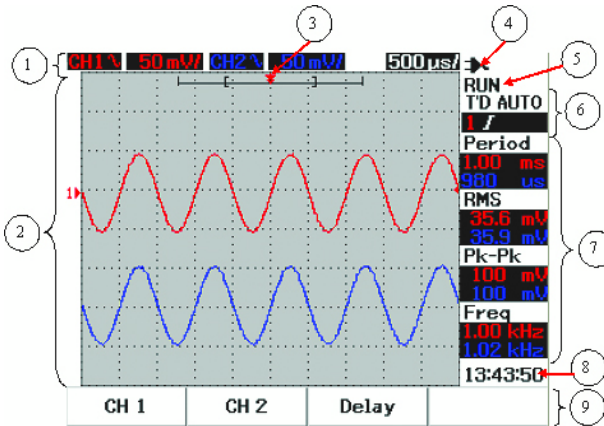 3
4
1
CH1 50 mV/ CH2 50 mV/ 500 µs/
5
RUN
T'D AUTO
6
1
Period
1.00 ms
980 us
1
RMS
2
35.6 mV
35.9 mV
7
Pk-Pk
100 mV
100 mV
Freq
1.00 kHz
1.02 kHz
8
13:43:50
CH 1 CH 2 Delay
9